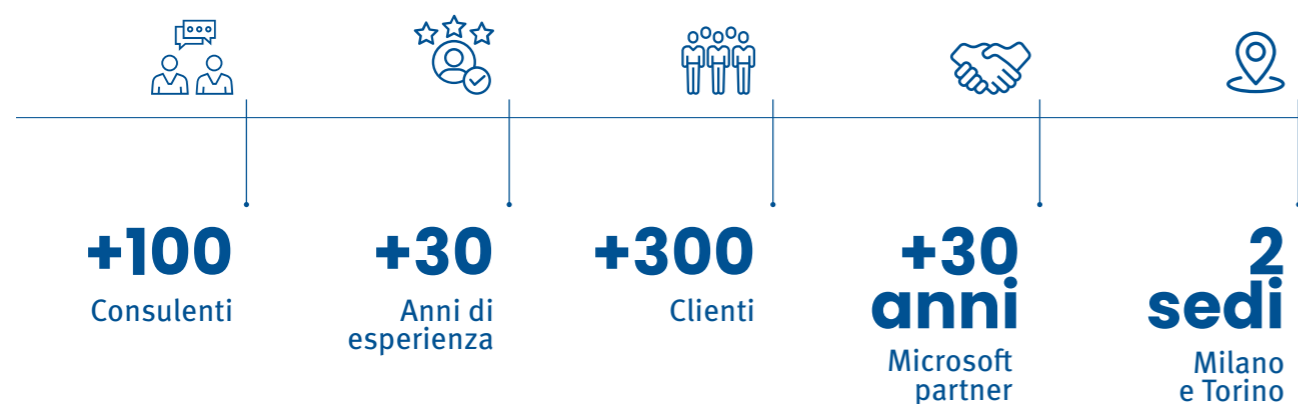 +100
Consulenti
+30
Anni di
esperienza
+300
Clienti
+30
anni
Microsoft
partner
2
sedi
Milano
e Torino